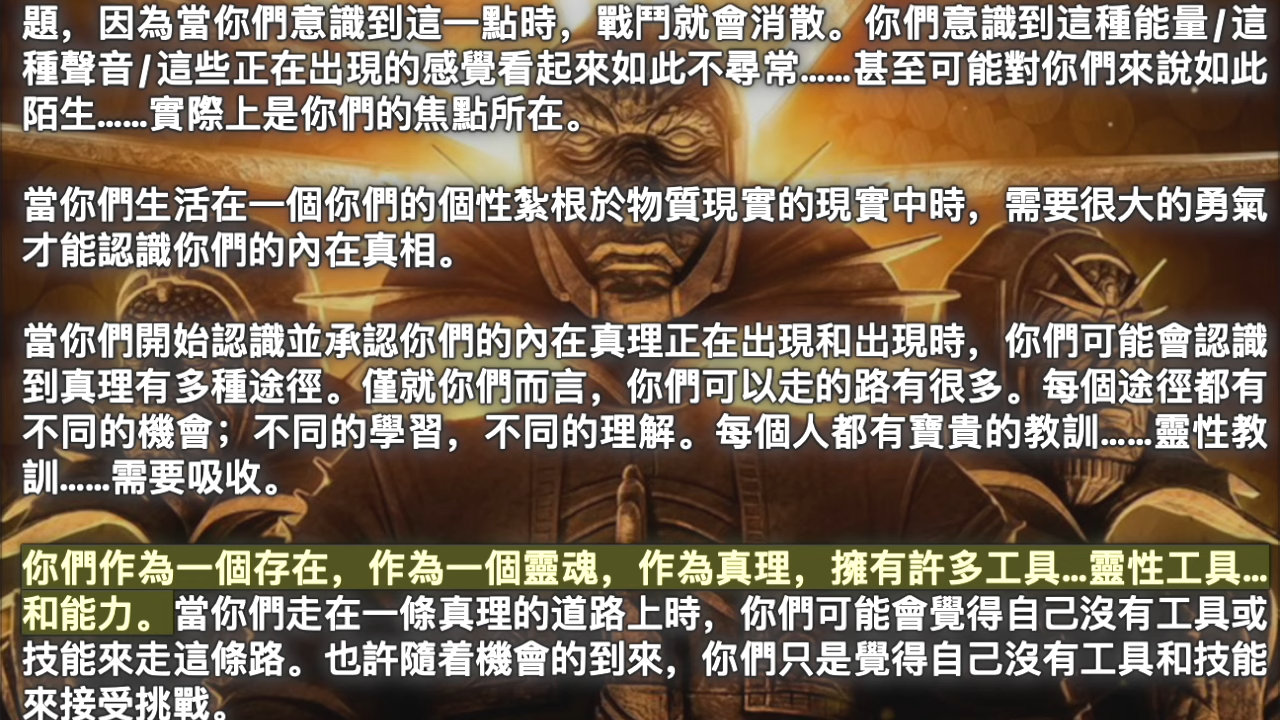 題，因為當你們意識到這一點時，戰鬥就會消散。你們意識到這種能量/這
種聲音/這些正在出現的感覺看起來如此不尋常……甚至可能對你們來說如此
陌生……實際上是你們的焦點所在。
當你們生活在一個你們的個性紮根於物質現實的現實中時，需要很大的勇氣
才能認識你們的內在真相。
當你們開始認識並承認你們的內在真理正在出現和出現時，你們可能會認識
到真理有多種途徑。僅就你們而言，你們可以走的路有很多。每個途徑都有
不同的機會；不同的學習，不同的理解。每個人都有寶貴的教訓……靈性教
訓……需要吸收。
你們作為一個存在，作為一個靈魂，作為真理，擁有許多工具…靈性工具…
和能力。當你們走在一條真理的道路上時，你們可能會覺得自己沒有工具或
技能來走這條路。也許隨着機會的到來，你們只是覺得自己沒有工具和技能
來接受挑戰。